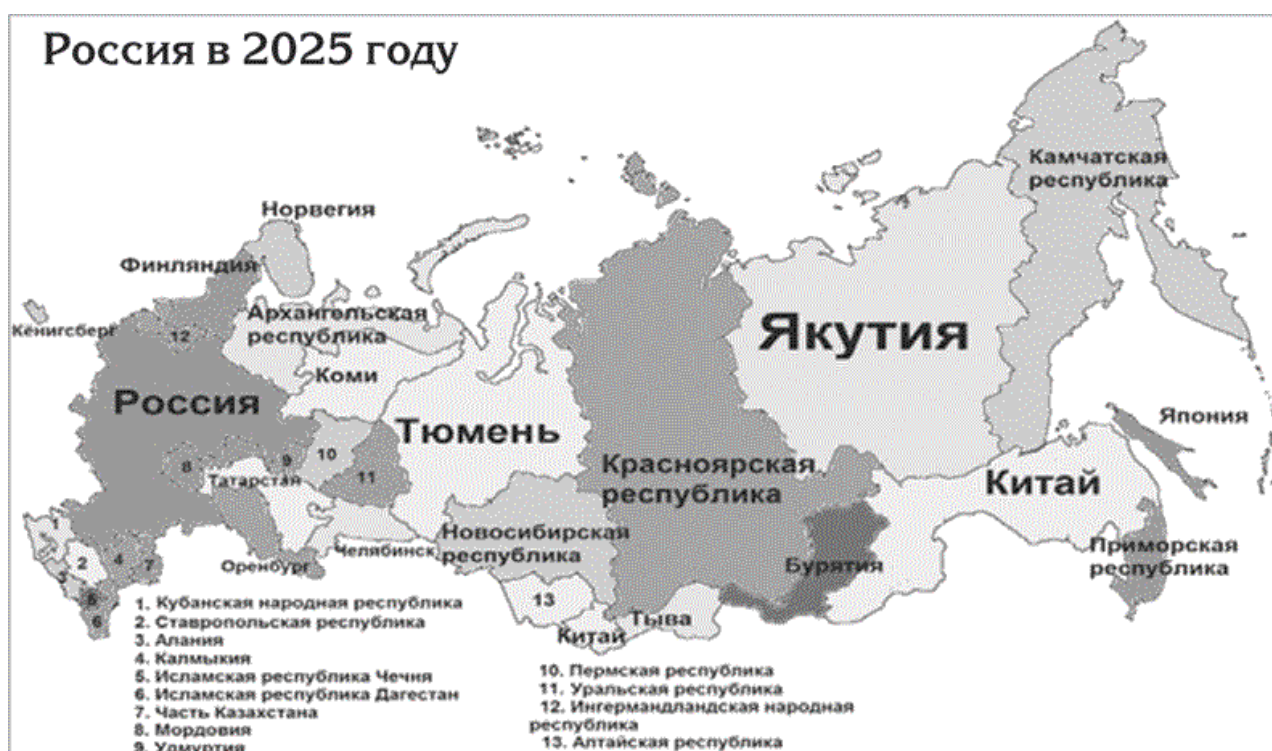 Россия в 2025 году
Норвегия
Финляндия
Кёнигсберг
12
Архангельская
республика
Коми
Россия
Тюмень
Якутия
Камчатская
республика
Япония
Китай
Красноярская
республика
10
11
9
8
Татарстан
Новосибирская
республика
Челябинск
Оренбург
Бурятия
Приморская
республика
13
Тыва
Китай
1
2
3
4
7
5
6
1. Кубанская народная республика
2. Ставропольская республика
3. Алания
4. Калмыкия
5. Исламская республика Чечня
6. Исламская республика Дагестан
7. Часть Казахстана
8. Мордовия
9. Удмуртия
10. Пермская республика
11. Уральская республика
12. Ингермандландская народная
республика
13. Алтайская республика